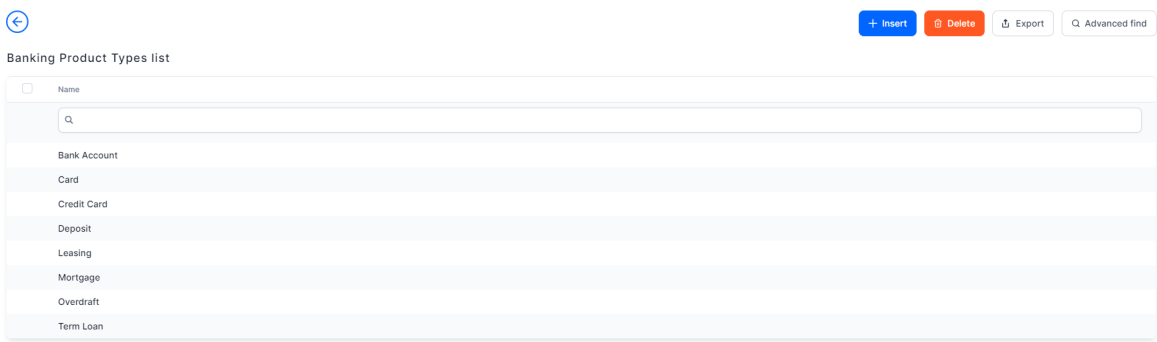 Insert Delete Export Advanced find
Banking Product Types list
Name
Bank Account
Card
Credit Card
Deposit
Leasing
Mortgage
Overdraft
Term Loan